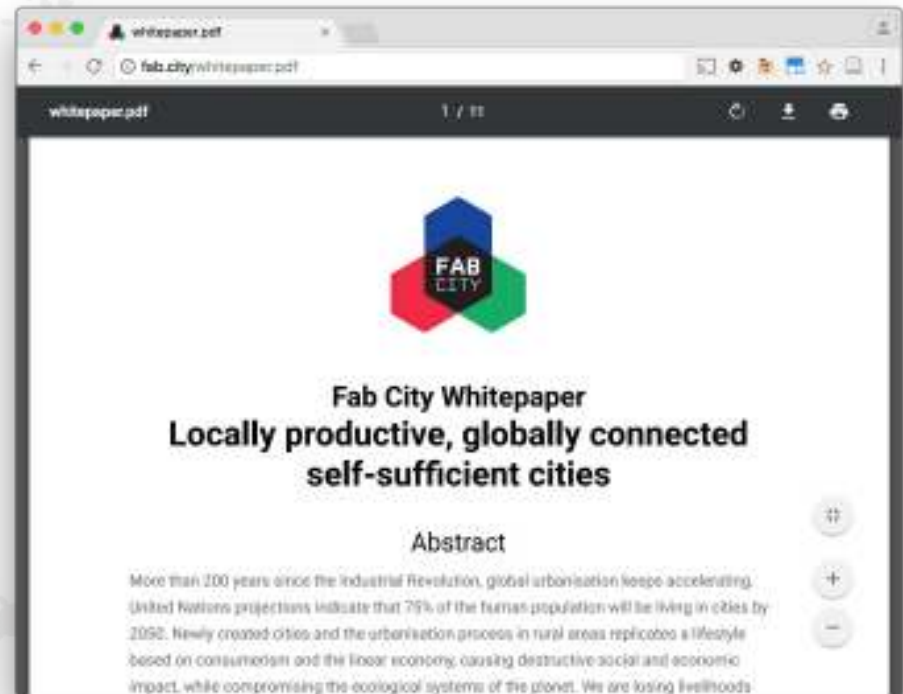 whitepaper.pdf
fab.city/whitepaper.pdf
whitepaper.pdf
1 / 11
FAB
CITY
Fab City Whitepaper
Locally productive, globally connected
self-sufficient cities
Abstract
More than 200 years since the Industrial Revolution, global urbanisation keeps accelerating.
United Nations projections indicate that 75% of the human population will be living in cities by
2050. Newly created cities and the urbanisation process in rural areas replicates a lifestyle
based on consumerism and the linear economy, causing destructive social and economic
impact, while compromising the ecological systems of the planet. We are losing livelihoods